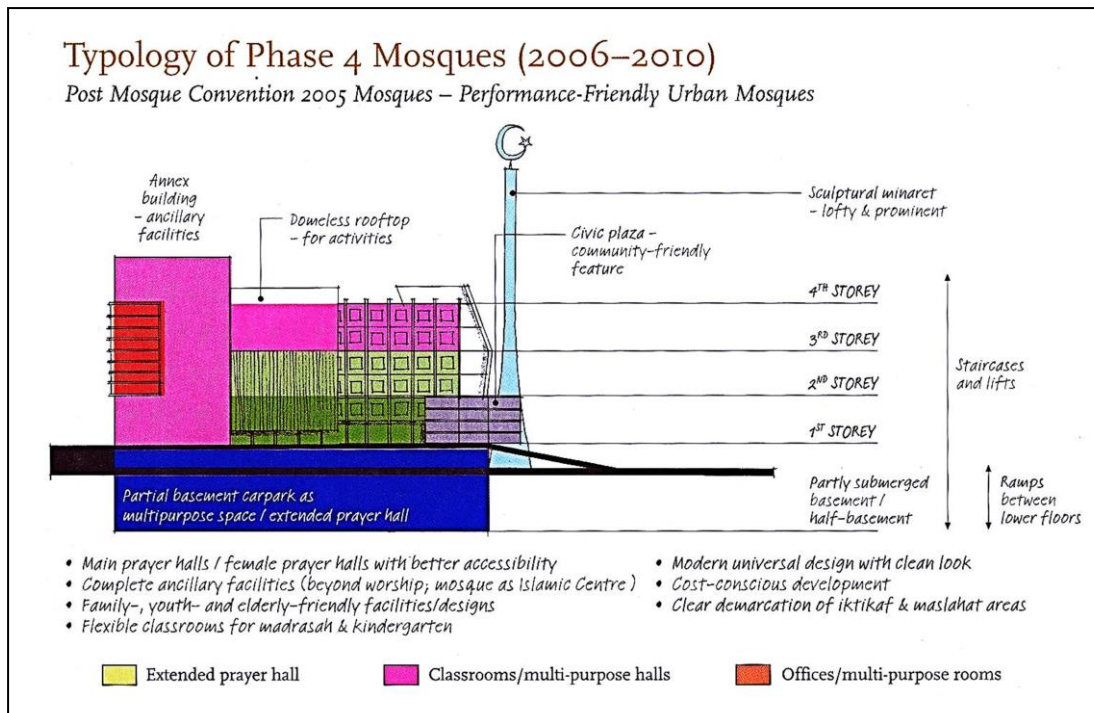 Typology of Phase 4 Mosques (2006–2010)
Post Mosque Convention 2005 Mosques – Performance-Friendly Urban Mosques
Annex
building
– ancillary
facilities
Domeless rooftop
– for activities
Civic plaza –
community-friendly
feature
Sculptural minaret
– lofty & prominent
4TH STOREY
3RD STOREY
2ND STOREY
1ST STOREY
Staircases
and lifts
Partial basement carpark as
multipurpose space / extended prayer hall
Partly submerged
basement /
half-basement
Ramps
between
lower floors
• Main prayer halls / female prayer halls with better accessibility
• Complete ancillary facilities (beyond worship; mosque as Islamic Centre )
• Family-, youth- and elderly-friendly facilities/designs
• Flexible classrooms for madrasah & kindergarten
• Modern universal design with clean look
• Cost-conscious development
• Clear demarcation of iktikaf & maslahat areas
Extended prayer hall
Classrooms/multi-purpose halls
Offices/multi-purpose rooms